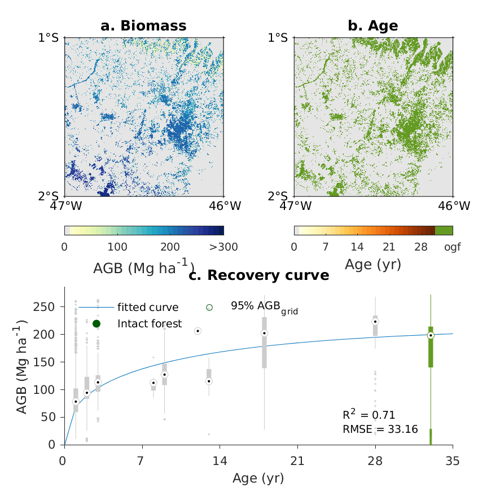 a. Biomass
b. Age
1°S
1°S
2°S
2°S
47°W 46°W
47°W 46°W
0 100 200 >300
0 7 14 21 28 ogf
AGB (Mg ha-1)
Age (yr)
c. Recovery curve
fitted curve
95% AGBgrid
Intact forest
AGB (Mg ha-1)
250
200
150
100
50
0
R2 = 0.71
RMSE = 33.16
0 7 14 21 28 35
Age (yr)